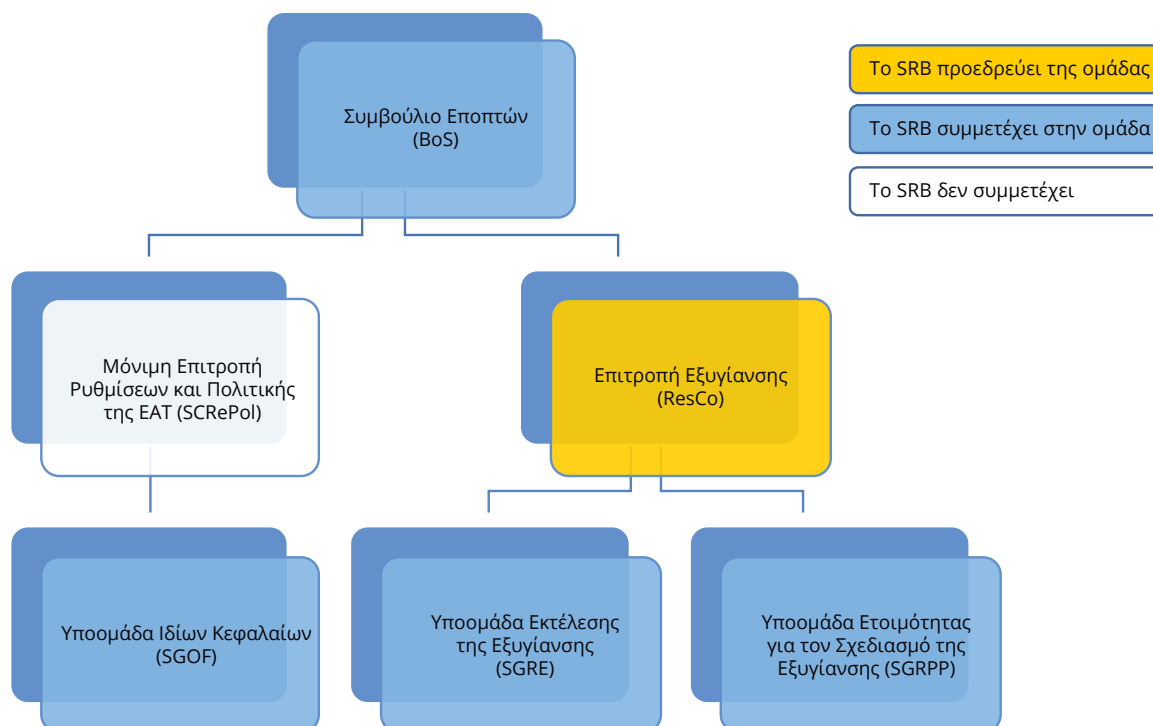 Συμβούλιο Εποπτών
(BoS)
Το SRB προεδρεύει της ομάδας
Το SRB συμμετέχει στην ομάδα
Το SRB δεν συμμετέχει
Μόνιμη Επιτροπή
Ρυθμίσεων και Πολιτικής
της ΕΑΤ (SCRePol)
Επιτροπή Εξυγίανσης
(ResCo)
Υποομάδα Ιδίων Κεφαλαίων
(SGOF)
Υποομάδα Εκτέλεσης
της Εξυγίανσης
(SGRE)
Υποομάδα Ετοιμότητας
για τον Σχεδιασμό της
Εξυγίανσης (SGRPP)